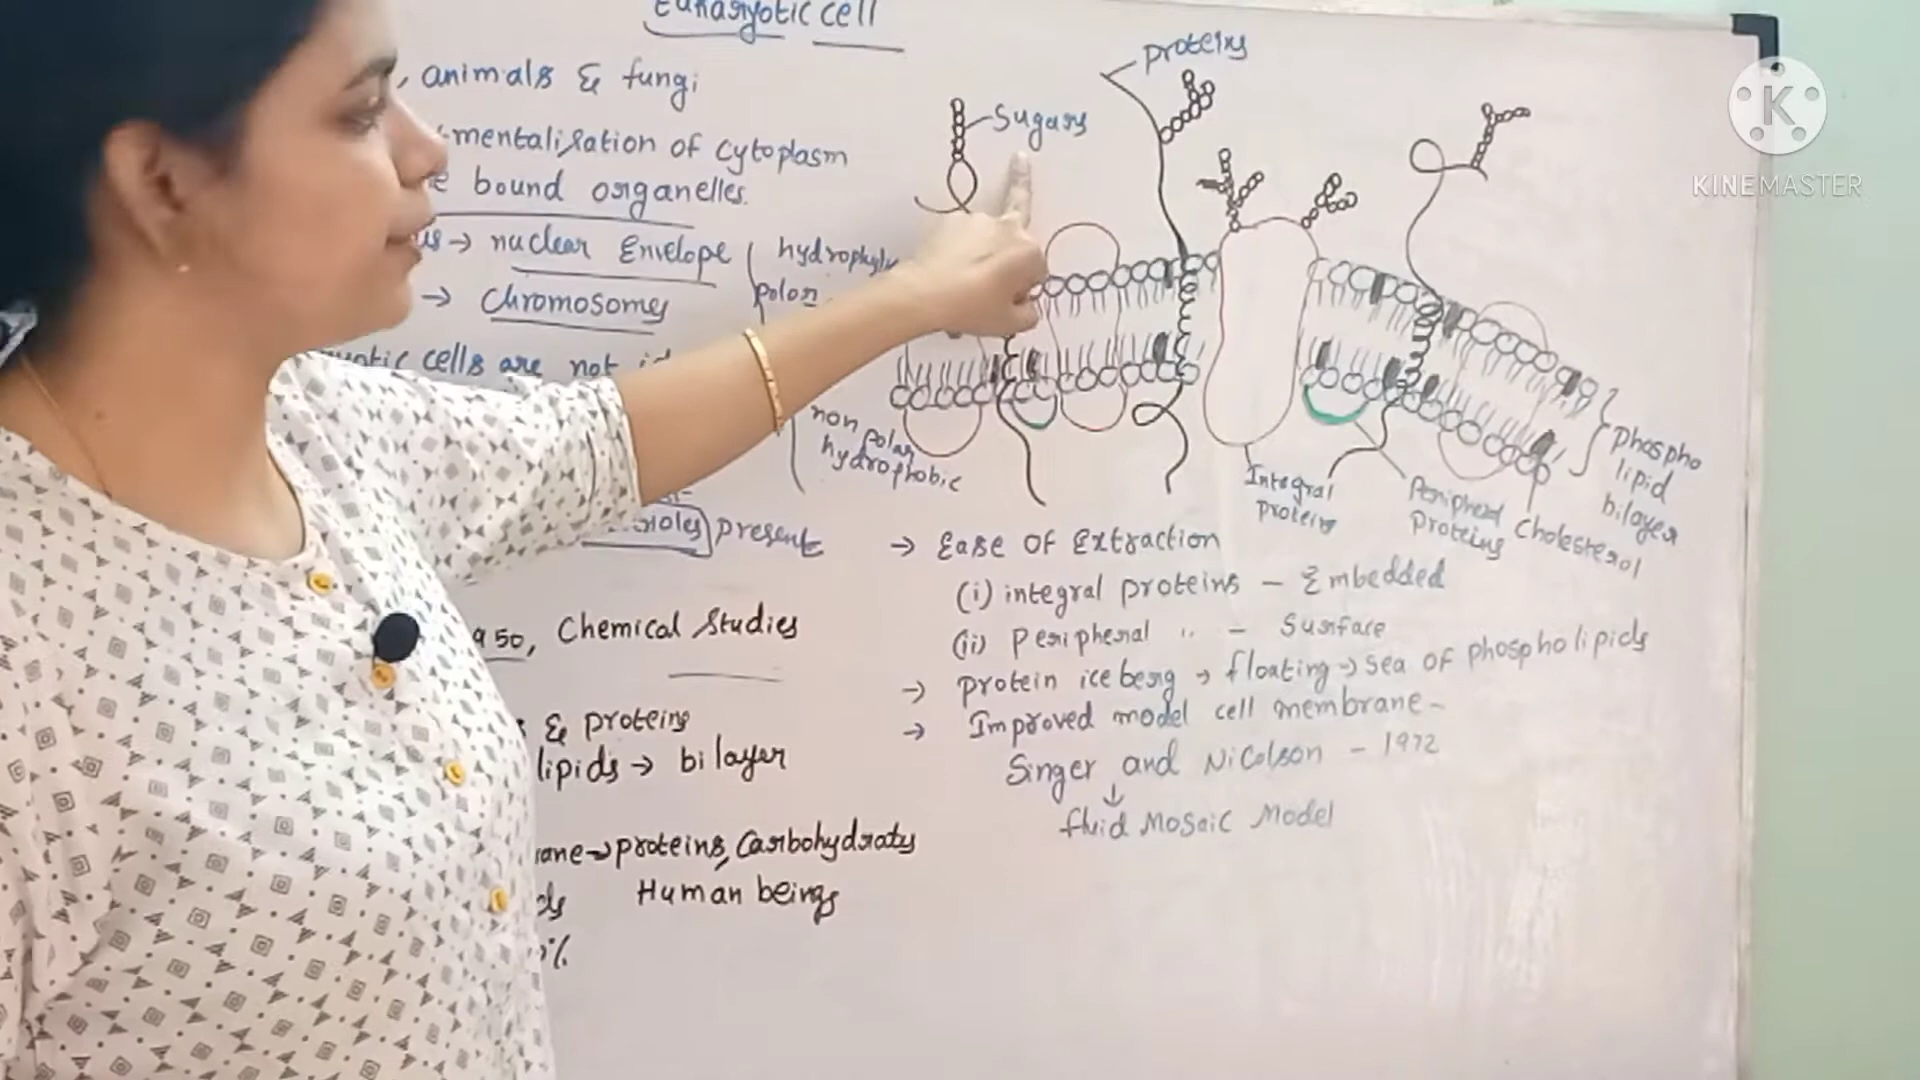 Eukaryotic cell
, animals & fungi
mentalisation of cytoplasm
bound organelles.
→ nuclear Envelope
→ Chromosomes
cells are not
hydrophylic
polar
non polar
hydrophobic
present
950, Chemical Studies
& proteins
lipids → bilayer
→ proteins, Carbohydrates
Human beings
%
Sugars
proteins
Integral
proteins
Peripheral
proteins
Cholesterol
Phospho
lipid
bilayer
→ Ease of Extraction
(i) integral proteins - Embedded
(ii) Peripheral " - Surface
→ protein iceberg → floating → sea of phospholipids
→ Improved model cell membrane -
Singer and Nicolson - 1972
↓
fluid Mosaic Model
K
KINEMASTER